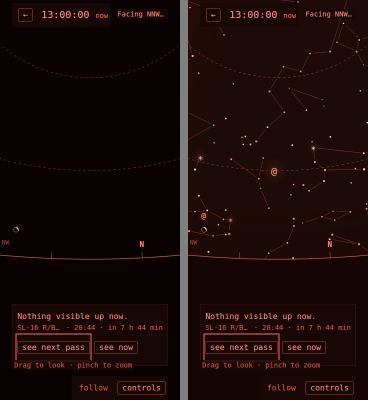 ← 13:00:00 now Facing NNW…
NW
N
Nothing visible up now.
SL-16 R/B… · 20:44 · in 7 h 44 min
see next pass see now
Drag to look · pinch to zoom
follow controls
← 13:00:00 now Facing NNW…
@
@
NW
N
Nothing visible up now.
SL-16 R/B… · 20:44 · in 7 h 44 min
see next pass see now
Drag to look · pinch to zoom
follow controls